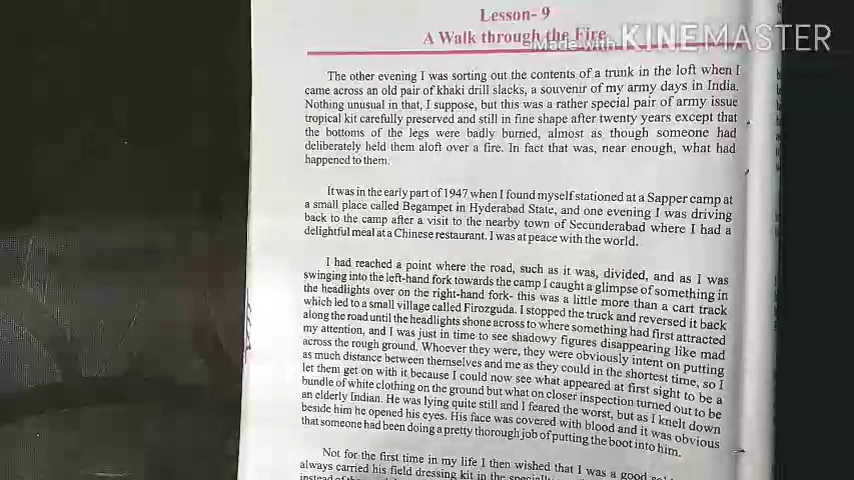 Lesson- 9
A Walk through the Fire
Made with KINEMASTER
The other evening I was sorting out the contents of a trunk in the loft when I
came across an old pair of khaki drill slacks, a souvenir of my army days in India.
Nothing unusual in that, I suppose, but this was a rather special pair of army issue
tropical kit carefully preserved and still in fine shape after twenty years except that
the bottoms of the legs were badly burned, almost as though someone had
deliberately held them aloft over a fire. In fact that was, near enough, what had
happened to them.
It was in the early part of 1947 when I found myself stationed at a Sapper camp at
a small place called Begampet in Hyderabad State, and one evening I was driving
back to the camp after a visit to the nearby town of Secunderabad where I had a
delightful meal at a Chinese restaurant. I was at peace with the world.
I had reached a point where the road, such as it was, divided, and as I was
swinging into the left-hand fork towards the camp I caught a glimpse of something in
the headlights over on the right-hand fork- this was a little more than a cart track
which led to a small village called Firozguda. I stopped the truck and reversed it back
along the road until the headlights shone across to where something had first attracted
my attention, and I was just in time to see shadowy figures disappearing like mad
across the rough ground. Whoever they were, they were obviously intent on putting
as much distance between themselves and me as they could in the shortest time, so I
let them get on with it because I could now see what appeared at first sight to be a
bundle of white clothing on the ground but what on closer inspection turned out to be
an elderly Indian. He was lying quite still and I feared the worst, but as I knelt down
beside him he opened his eyes. His face was covered with blood and it was obvious
that someone had been doing a pretty thorough job of putting the boot into him.
Not for the first time in my life I then wished that I was a good
always carried his field dressing kit in the
instead of